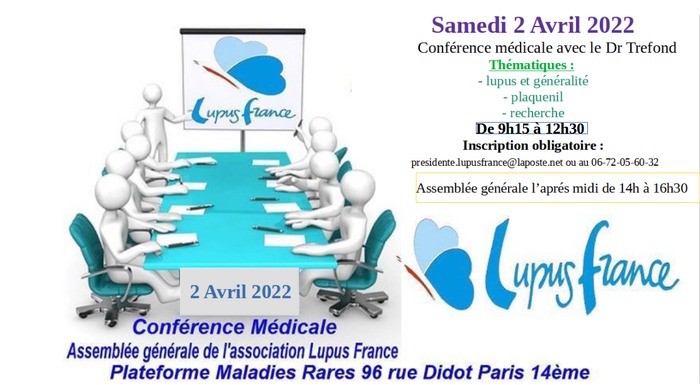 Samedi 2 Avril 2022
Conférence médicale avec le Dr Trefond
Thématiques :
- lupus et généralité
- plaquenil
- recherche
De 9h15 à 12h30
Inscription obligatoire :
presidente.lupusfrance@laposte.net ou au 06-72-05-60-32
Assemblée générale l'aprés midi de 14h à 16h30
Lupus France
Lupus France
2 Avril 2022
Conférence Médicale
Assemblée générale de l'association Lupus France
Plateforme Maladies Rares 96 rue Didot Paris 14ème